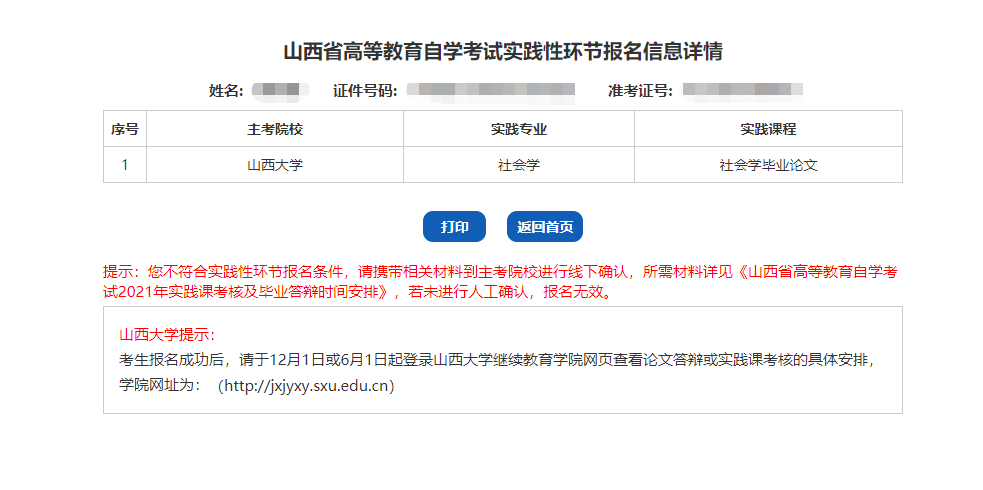 山西省高等教育自学考试实践性环节报名信息详情
姓名: 证件号码: 准考证号:
序号 主考院校 实践专业 实践课程
1 山西大学 社会学 社会学毕业论文
打印 返回首页
提示：您不符合实践性环节报名条件，请携带相关材料到主考院校进行线下确认，所需材料详见《山西省高等教育自学考
试2021年实践课考核及毕业答辩时间安排》，若未进行人工确认，报名无效。
山西大学提示：
考生报名成功后，请于12月1日或6月1日起登录山西大学继续教育学院网页查看论文答辩或实践课考核的具体安排，
学院网址为：（http://jxjyxy.sxu.edu.cn）